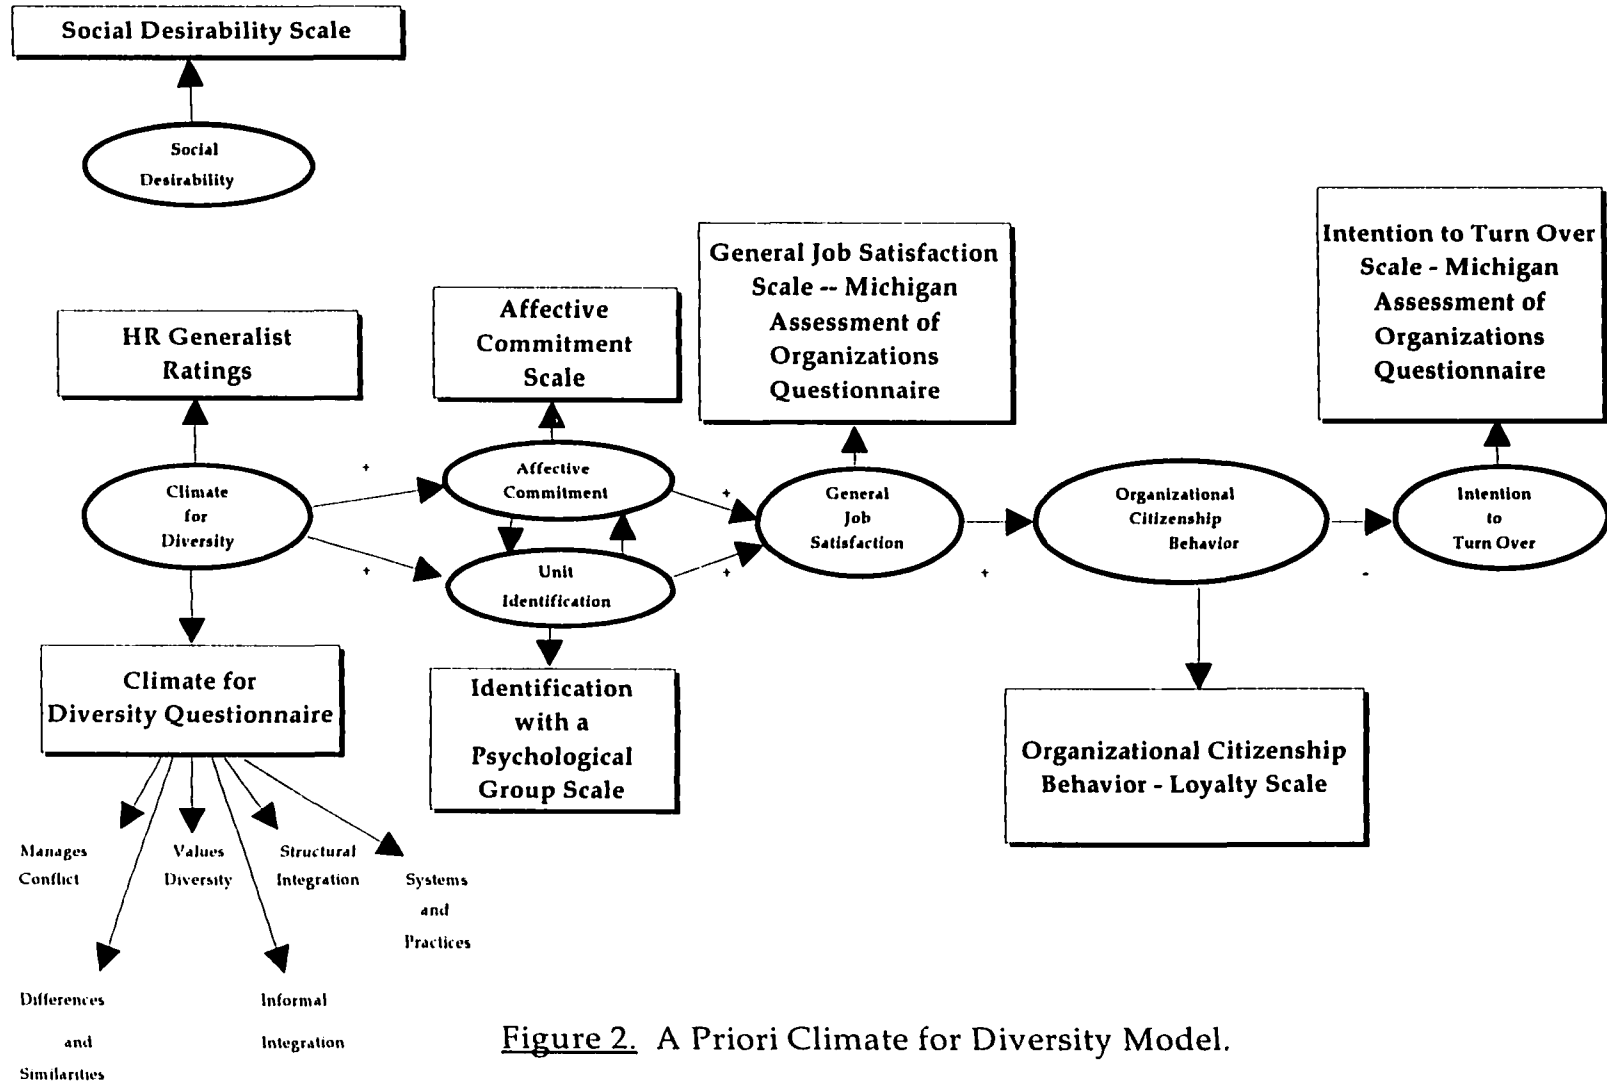 Social Desirability Scale
Social
Desirability
HR Generalist
Ratings
Climate
for
Diversity
Climate for
Diversity Questionnaire
Manages
Conflict
Values
Diversity
Structural
Integration
Systems
and
Practices
Differences
and
Similarities
Informal
Integration
+
+
Affective
Commitment
Scale
Affective
Commitment
Unit
Identification
Identification
with a
Psychological
Group Scale
+
+
General Job Satisfaction
Scale -- Michigan
Assessment of
Organizations
Questionnaire
General
Job
Satisfaction
+
Organizational
Citizenship
Behavior
Organizational Citizenship
Behavior - Loyalty Scale
-
Intention to Turn Over
Scale - Michigan
Assessment of
Organizations
Questionnaire
Intention
to
Turn Over
Figure 2. A Priori Climate for Diversity Model.